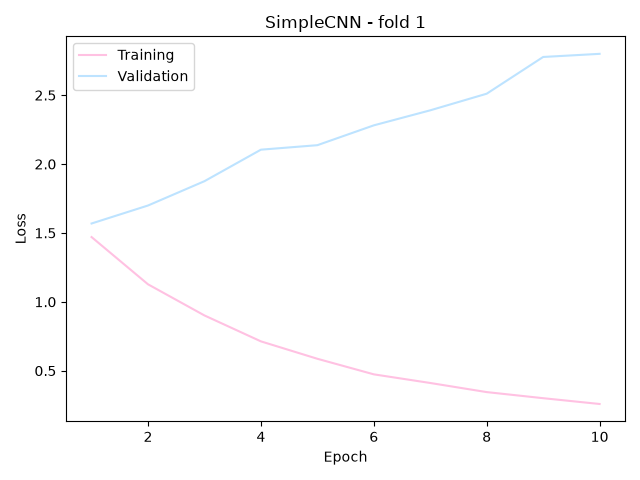 SimpleCNN - fold 1
Training
Validation
Loss
2.5
2.0
1.5
1.0
0.5
2 4 6 8 10
Epoch